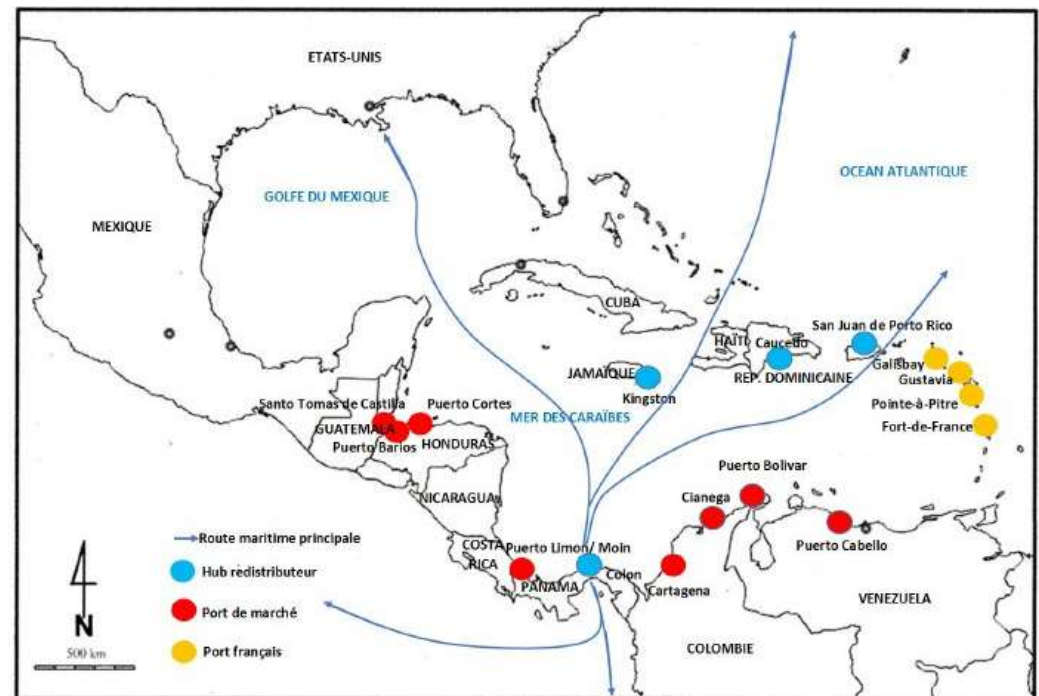 ETATS-UNIS
OCEAN ATLANTIQUE
GOLFE DU MEXIQUE
MEXIQUE
CUBA
San Juan de Porto Rico
HAÏTI
Caucedo
Galisbay
JAMAÏQUE
REP. DOMINICAINE
Gustavia
Kingston
Pointe-à-Pitre
Santo Tomas de Castilla
Puerto Cortes
MER DES CARAÏBES
Fort-de-France
GUATEMALA
Puerto Barios
HONDURAS
Puerto Bolivar
NICARAGUA
Cianega
Route maritime principale
COSTA
RICA
Puerto Limon/ Moin
Puerto Cabello
Hub redistributeur
Colon
PANAMA
Cartagena
VENEZUELA
Port de marché
N
COLOMBIE
Port français
500 km